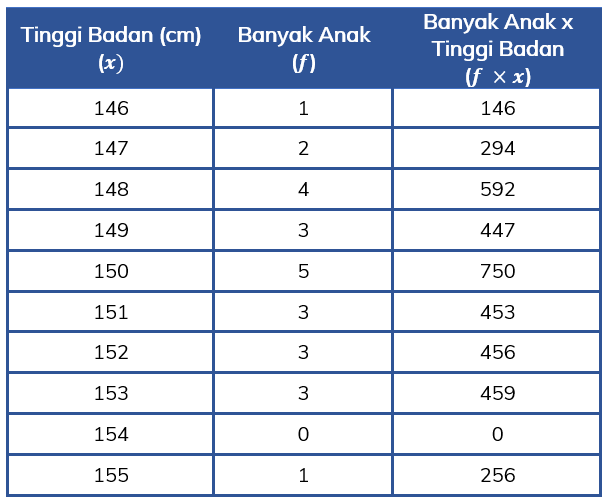 Tinggi Badan (cm)
(x)
Banyak Anak
(f)
Banyak Anak x
Tinggi Badan
(f × x)
146 1 146
147 2 294
148 4 592
149 3 447
150 5 750
151 3 453
152 3 456
153 3 459
154 0 0
155 1 256